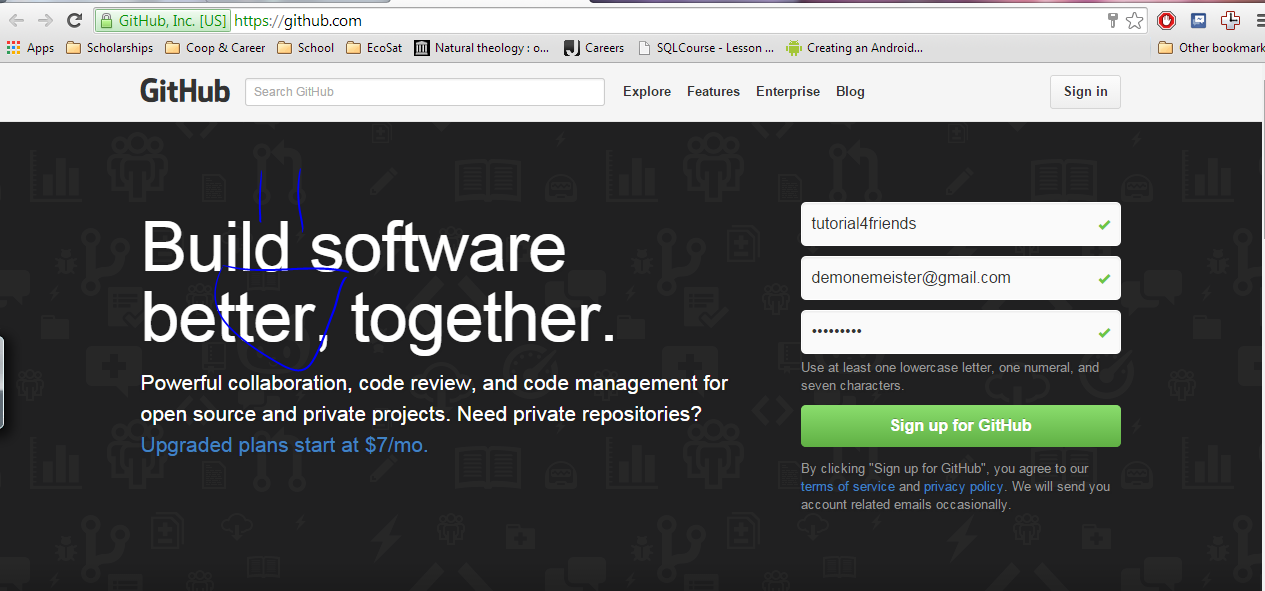 GitHub, Inc. [US] https://github.com
Apps Scholarships Coop & Career School EcoSat Natural theology : o... Careers SQLCourse - Lesson ... Creating an Android... Other bookmark
GitHub Search GitHub Explore Features Enterprise Blog Sign in
Build software
better, together.
Powerful collaboration, code review, and code management for
open source and private projects. Need private repositories?
Upgraded plans start at $7/mo.
tutorial4friends
demonemeister@gmail.com
•••••••••
Use at least one lowercase letter, one numeral, and
seven characters.
Sign up for GitHub
By clicking "Sign up for GitHub", you agree to our
terms of service and privacy policy. We will send you
account related emails occasionally.